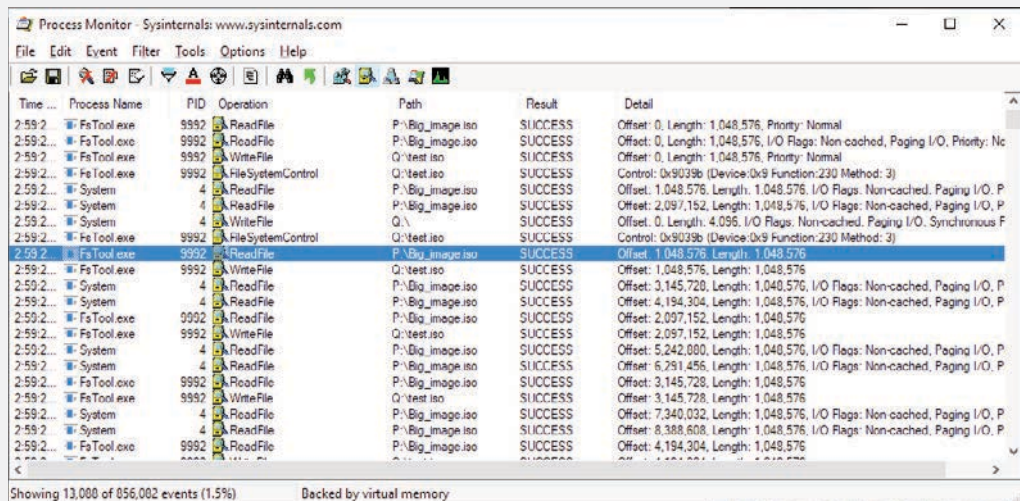 Process Monitor - Sysinternals: www.sysinternals.com
File Edit Event Filter Tools Options Help
Time ... Process Name PID Operation Path Result Detail
2:59:2... FsTool.exe 9992 ReadFile P:\Big_image.iso SUCCESS Offset: 0, Length: 1,048,576, Priority: Normal
2:59:2... FsTool.exe 9992 ReadFile P:\Big_image.iso SUCCESS Offset: 0, Length: 1,048,576, I/O Flags: Non-cached, Paging I/O, Priority: No
2:59:2... FsTool.exe 9992 WriteFile Q:\test.iso SUCCESS Offset: 0, Length: 1,048,576, Priority: Normal
2:59:2... FsTool.exe 9992 FileSystemControl Q:\test.iso SUCCESS Control: 0x9039b (Device:0x9 Function:230 Method: 3)
2:59:2... System 4 ReadFile P:\Big_image.iso SUCCESS Offset: 1,048,576, Length: 1,048,576, I/O Flags: Non-cached, Paging I/O, P
2:59:2... System 4 ReadFile P:\Big_image.iso SUCCESS Offset: 2,097,152, Length: 1,048,576, I/O Flags: Non-cached, Paging I/O, P
2:59:2... System 4 WriteFile Q:\ SUCCESS Offset: 0, Length: 4,096, I/O Flags: Non-cached, Paging I/O, Synchronous P
2:59:2... FsTool.exe 9992 FileSystemControl Q:\test.iso SUCCESS Control: 0x9039b (Device:0x9 Function:230 Method: 3)
2:59:2... FsTool.exe 9992 ReadFile P:\Big_image.iso SUCCESS Offset: 1,048,576, Length: 1,048,576
2:59:2... FsTool.exe 9992 WriteFile Q:\test.iso SUCCESS Offset: 1,048,576, Length: 1,048,576
2:59:2... System 4 ReadFile P:\Big_image.iso SUCCESS Offset: 3,145,728, Length: 1,048,576, I/O Flags: Non-cached, Paging I/O, P
2:59:2... System 4 ReadFile P:\Big_image.iso SUCCESS Offset: 4,194,304, Length: 1,048,576, I/O Flags: Non-cached, Paging I/O, P
2:59:2... FsTool.exe 9992 ReadFile P:\Big_image.iso SUCCESS Offset: 2,097,152, Length: 1,048,576
2:59:2... FsTool.exe 9992 WriteFile Q:\test.iso SUCCESS Offset: 2,097,152, Length: 1,048,576
2:59:2... System 4 ReadFile P:\Big_image.iso SUCCESS Offset: 5,242,880, Length: 1,048,576, I/O Flags: Non-cached, Paging I/O, P
2:59:2... System 4 ReadFile P:\Big_image.iso SUCCESS Offset: 6,291,456, Length: 1,048,576, I/O Flags: Non-cached, Paging I/O, P
2:59:2... FsTool.exe 9992 ReadFile P:\Big_image.iso SUCCESS Offset: 3,145,728, Length: 1,048,576
2:59:2... FsTool.exe 9992 WriteFile Q:\test.iso SUCCESS Offset: 3,145,728, Length: 1,048,576
2:59:2... System 4 ReadFile P:\Big_image.iso SUCCESS Offset: 7,340,032, Length: 1,048,576, I/O Flags: Non-cached, Paging I/O, P
2:59:2... System 4 ReadFile P:\Big_image.iso SUCCESS Offset: 8,388,608, Length: 1,048,576, I/O Flags: Non-cached, Paging I/O, P
2:59:2... FsTool.exe 9992 ReadFile P:\Big_image.iso SUCCESS Offset: 4,194,304, Length: 1,048,576
Showing 13,088 of 856,082 events (1.5%) Backed by virtual memory